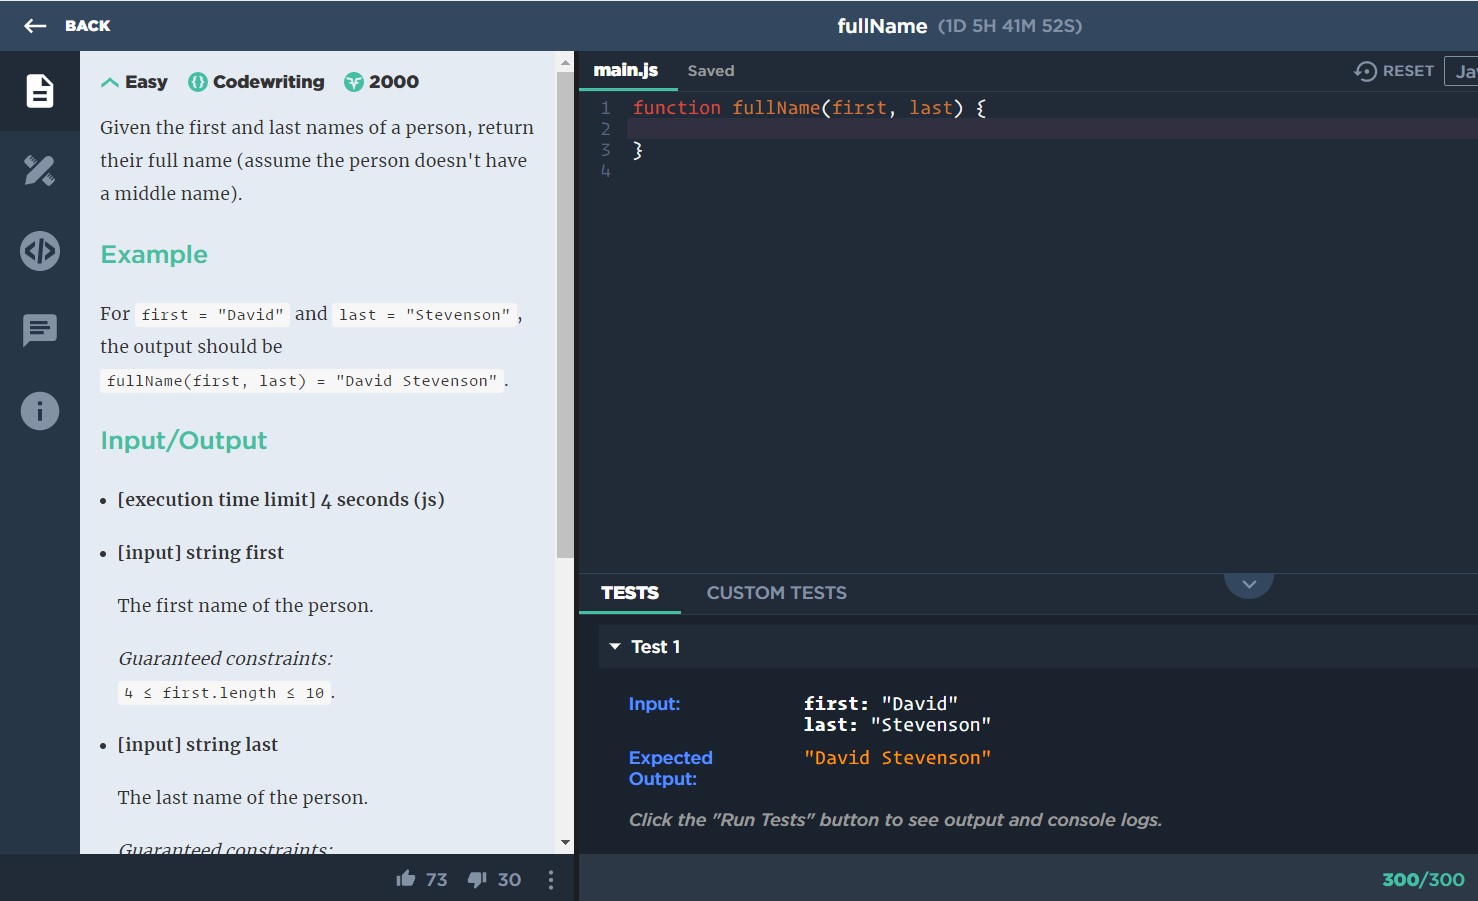 BACK
fullName (1D 5H 41M 52S)
Easy Codewriting 2000
Given the first and last names of a person, return
their full name (assume the person doesn't have
a middle name).
Example
For first = "David" and last = "Stevenson",
the output should be
fullName(first, last) = "David Stevenson".
Input/Output
• [execution time limit] 4 seconds (js)
• [input] string first
The first name of the person.
Guaranteed constraints:
4 ≤ first.length ≤ 10.
• [input] string last
The last name of the person.
Guaranteed constraints:
73 30
main.js Saved RESET Ja
1 function fullName(first, last) {
2
3 }
4
TESTS CUSTOM TESTS
Test 1
Input: first: "David"
last: "Stevenson"
Expected "David Stevenson"
Output:
Click the "Run Tests" button to see output and console logs.
300/300